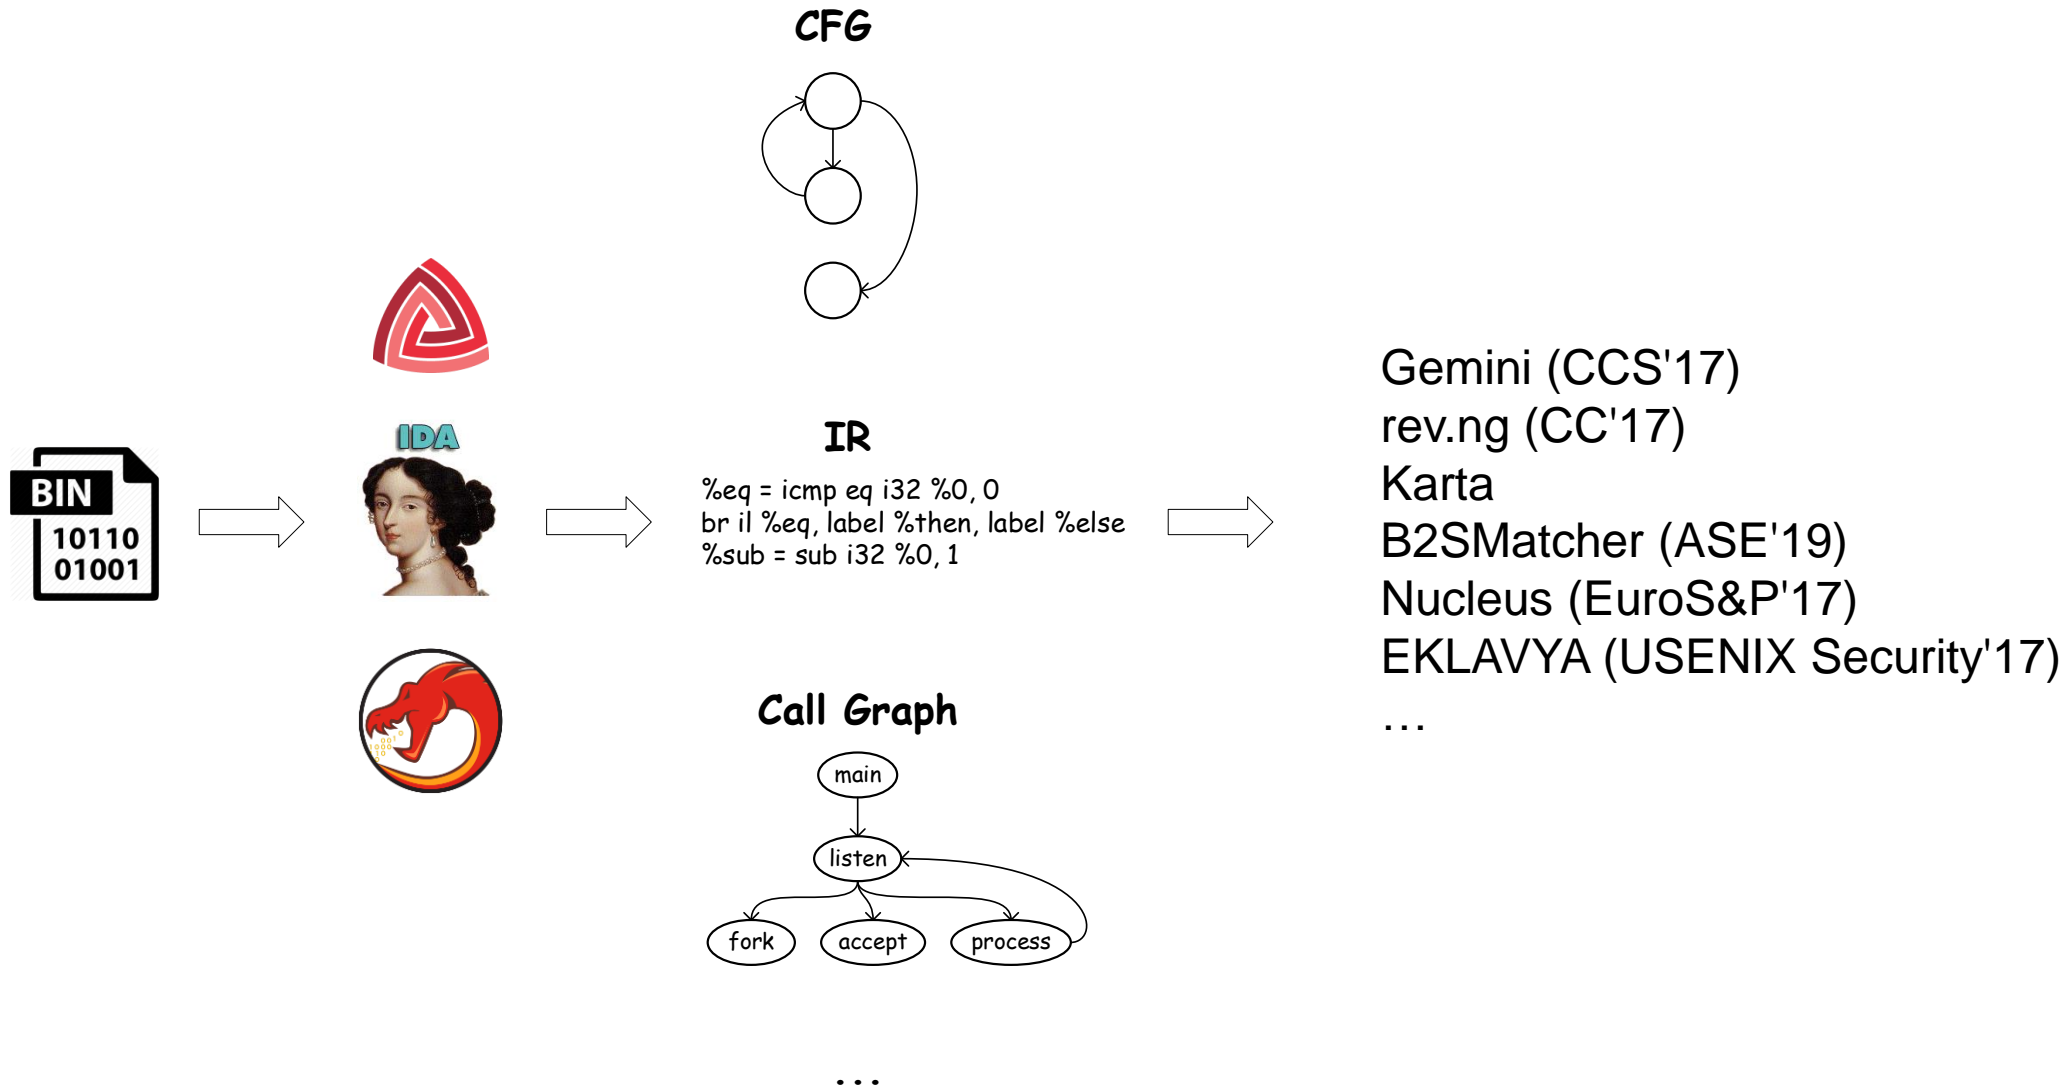 CFG
IDA
BIN
10110
01001
IR
%eq = icmp eq i32 %0, 0
br il %eq, label %then, label %else
%sub = sub i32 %0, 1
Call Graph
main
listen
fork
accept
process
...
Gemini (CCS'17)
rev.ng (CC'17)
Karta
B2SMatcher (ASE'19)
Nucleus (EuroS&P'17)
EKLAVYA (USENIX Security'17)
…